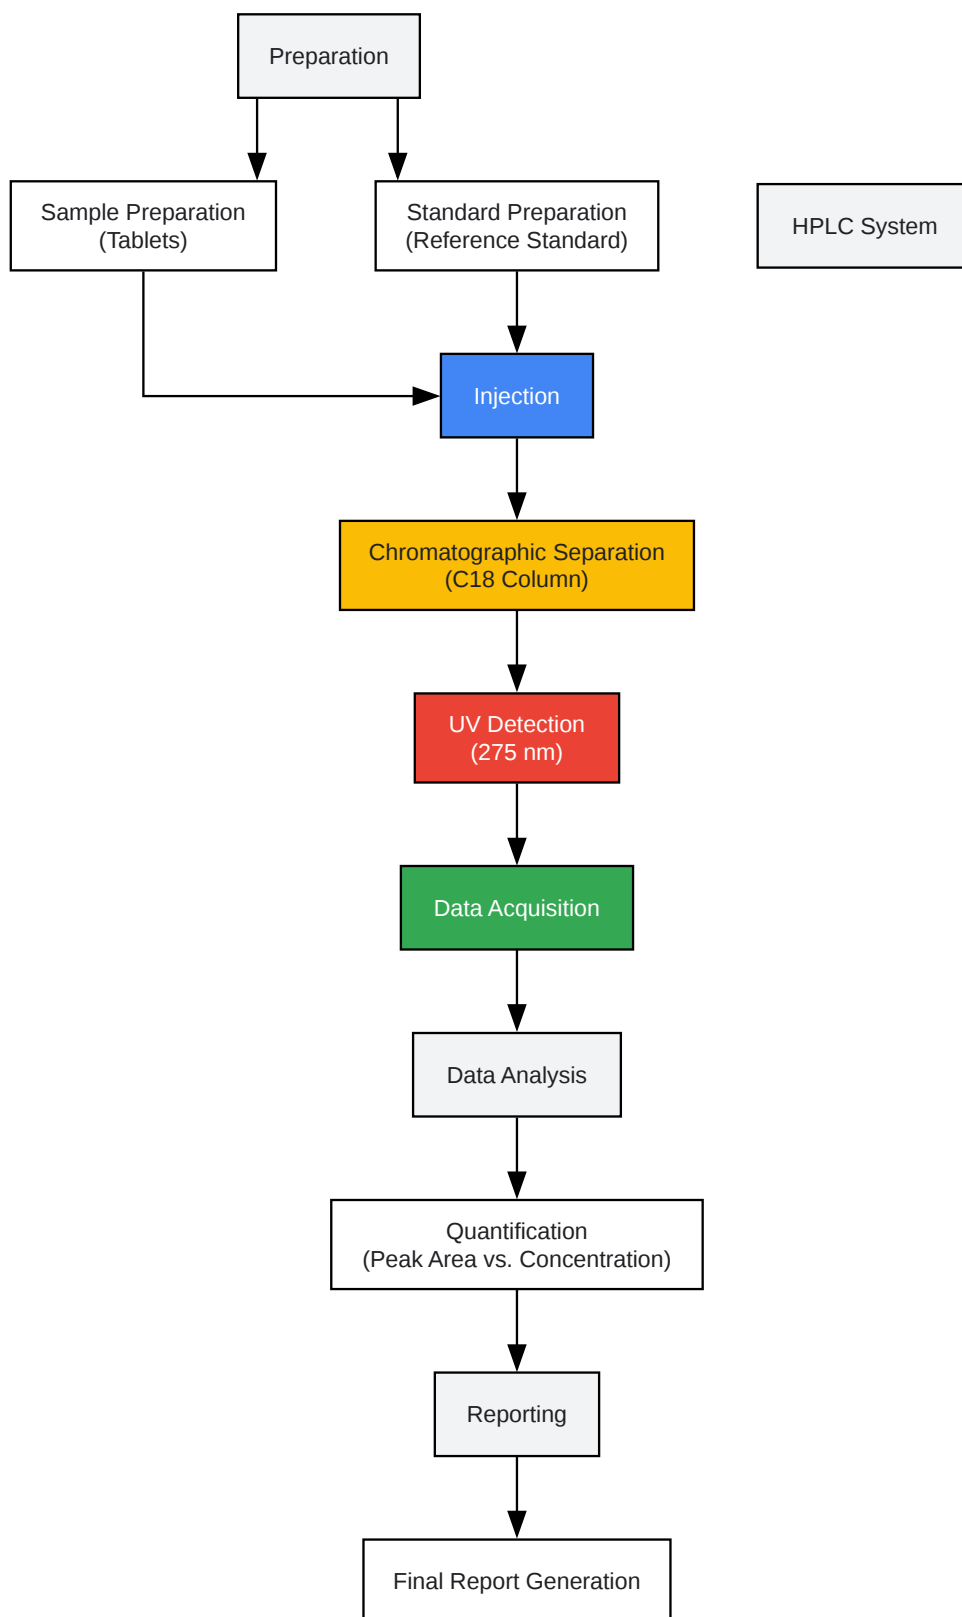 Preparation
Sample Preparation
(Tablets)
Standard Preparation
(Reference Standard)
HPLC System
Injection
Chromatographic Separation
(C18 Column)
UV Detection
(275 nm)
Data Acquisition
Data Analysis
Quantification
(Peak Area vs. Concentration)
Reporting
Final Report Generation